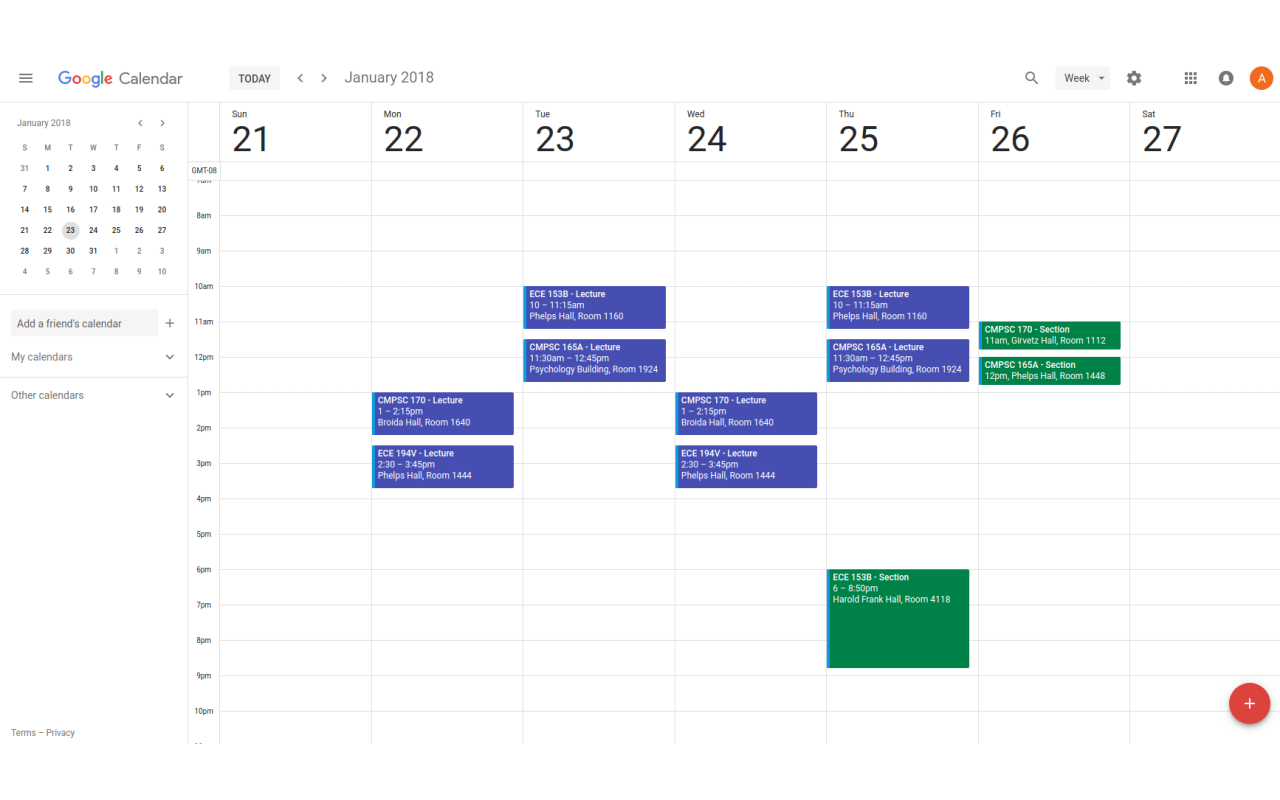 Google Calendar
TODAY
January 2018
Week
A
January 2018
S M T W T F S
31 1 2 3 4 5 6
7 8 9 10 11 12 13
14 15 16 17 18 19 20
21 22 23 24 25 26 27
28 29 30 31 1 2 3
4 5 6 7 8 9 10
Add a friend's calendar
My calendars
Other calendars
Terms – Privacy
Sun Mon Tue Wed Thu Fri Sat
21 22 23 24 25 26 27
GMT-08
7am
8am
9am
10am
11am
12pm
1pm
2pm
3pm
4pm
5pm
6pm
7pm
8pm
9pm
10pm
CMPSC 170 - Lecture
1 – 2:15pm
Broida Hall, Room 1640
ECE 194V - Lecture
2:30 – 3:45pm
Phelps Hall, Room 1444
ECE 153B - Lecture
10 – 11:15am
Phelps Hall, Room 1160
CMPSC 165A - Lecture
11:30am – 12:45pm
Psychology Building, Room 1924
CMPSC 170 - Lecture
1 – 2:15pm
Broida Hall, Room 1640
ECE 194V - Lecture
2:30 – 3:45pm
Phelps Hall, Room 1444
ECE 153B - Lecture
10 – 11:15am
Phelps Hall, Room 1160
CMPSC 165A - Lecture
11:30am – 12:45pm
Psychology Building, Room 1924
ECE 153B - Section
6 – 8:50pm
Harold Frank Hall, Room 4118
CMPSC 170 - Section
11am, Girvetz Hall, Room 1112
CMPSC 165A - Section
12pm, Phelps Hall, Room 1448